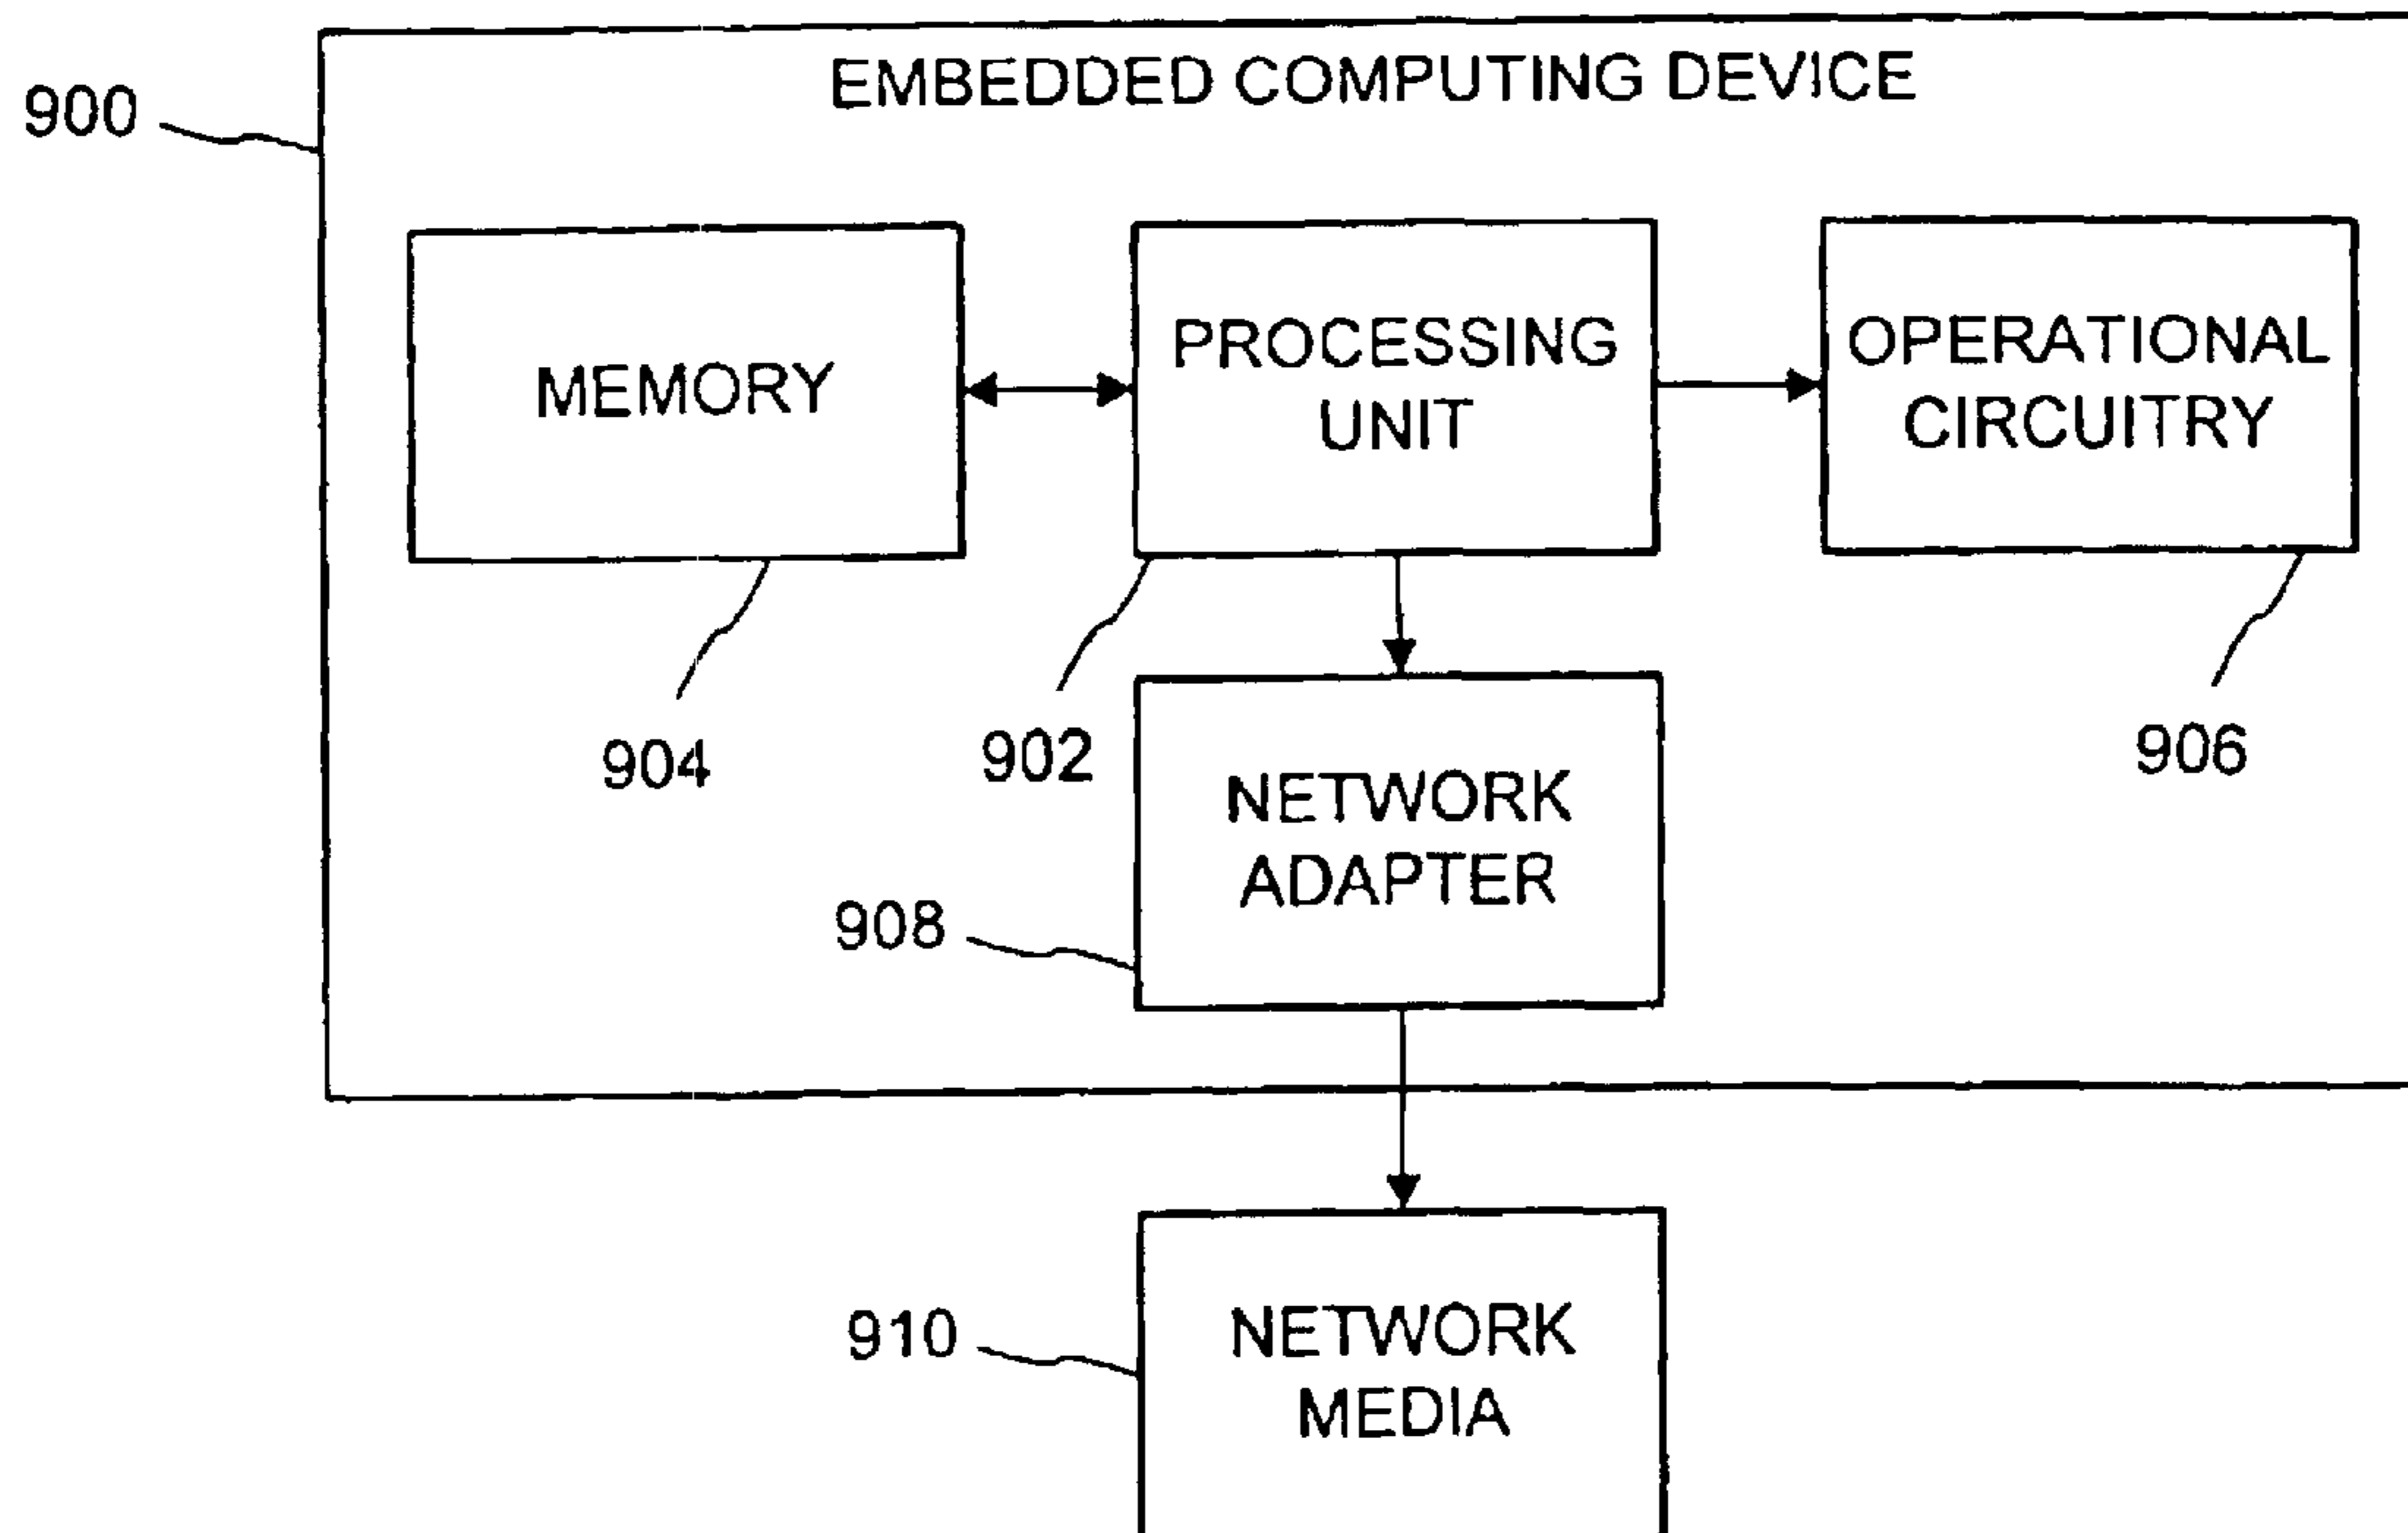 EMBEDDED COMPUTING DEVICE
900
MEMORY
PROCESSING
UNIT
OPERATIONAL
CIRCUITRY
904
902
906
NETWORK
ADAPTER
908
910
NETWORK
MEDIA